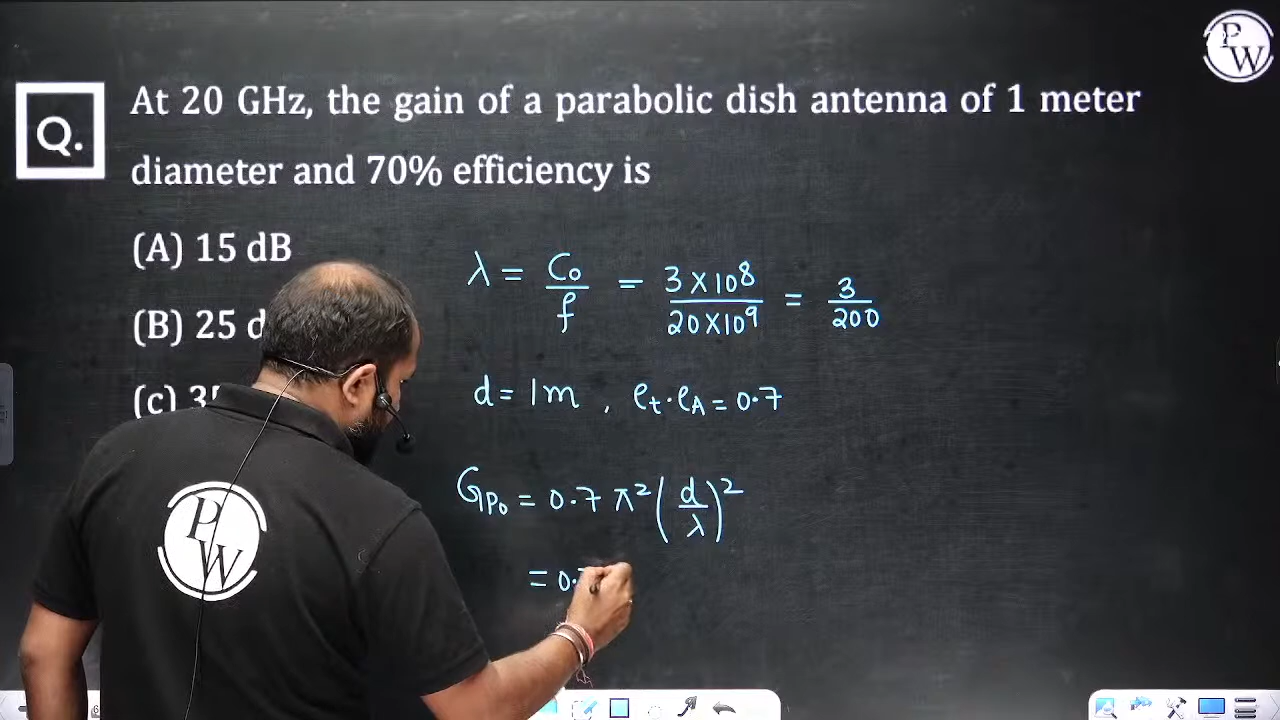 PW
Q.
At 20 GHz, the gain of a parabolic dish antenna of 1 meter
diameter and 70% efficiency is
(A) 15 dB
(B) 25 d
(c) 35
λ = C₀/f = 3×10⁸/20×10⁹ = 3/200
d = 1m , e_t·e_A = 0.7
G_P₀ = 0.7 π² (d/λ)²
= 0.7
PW